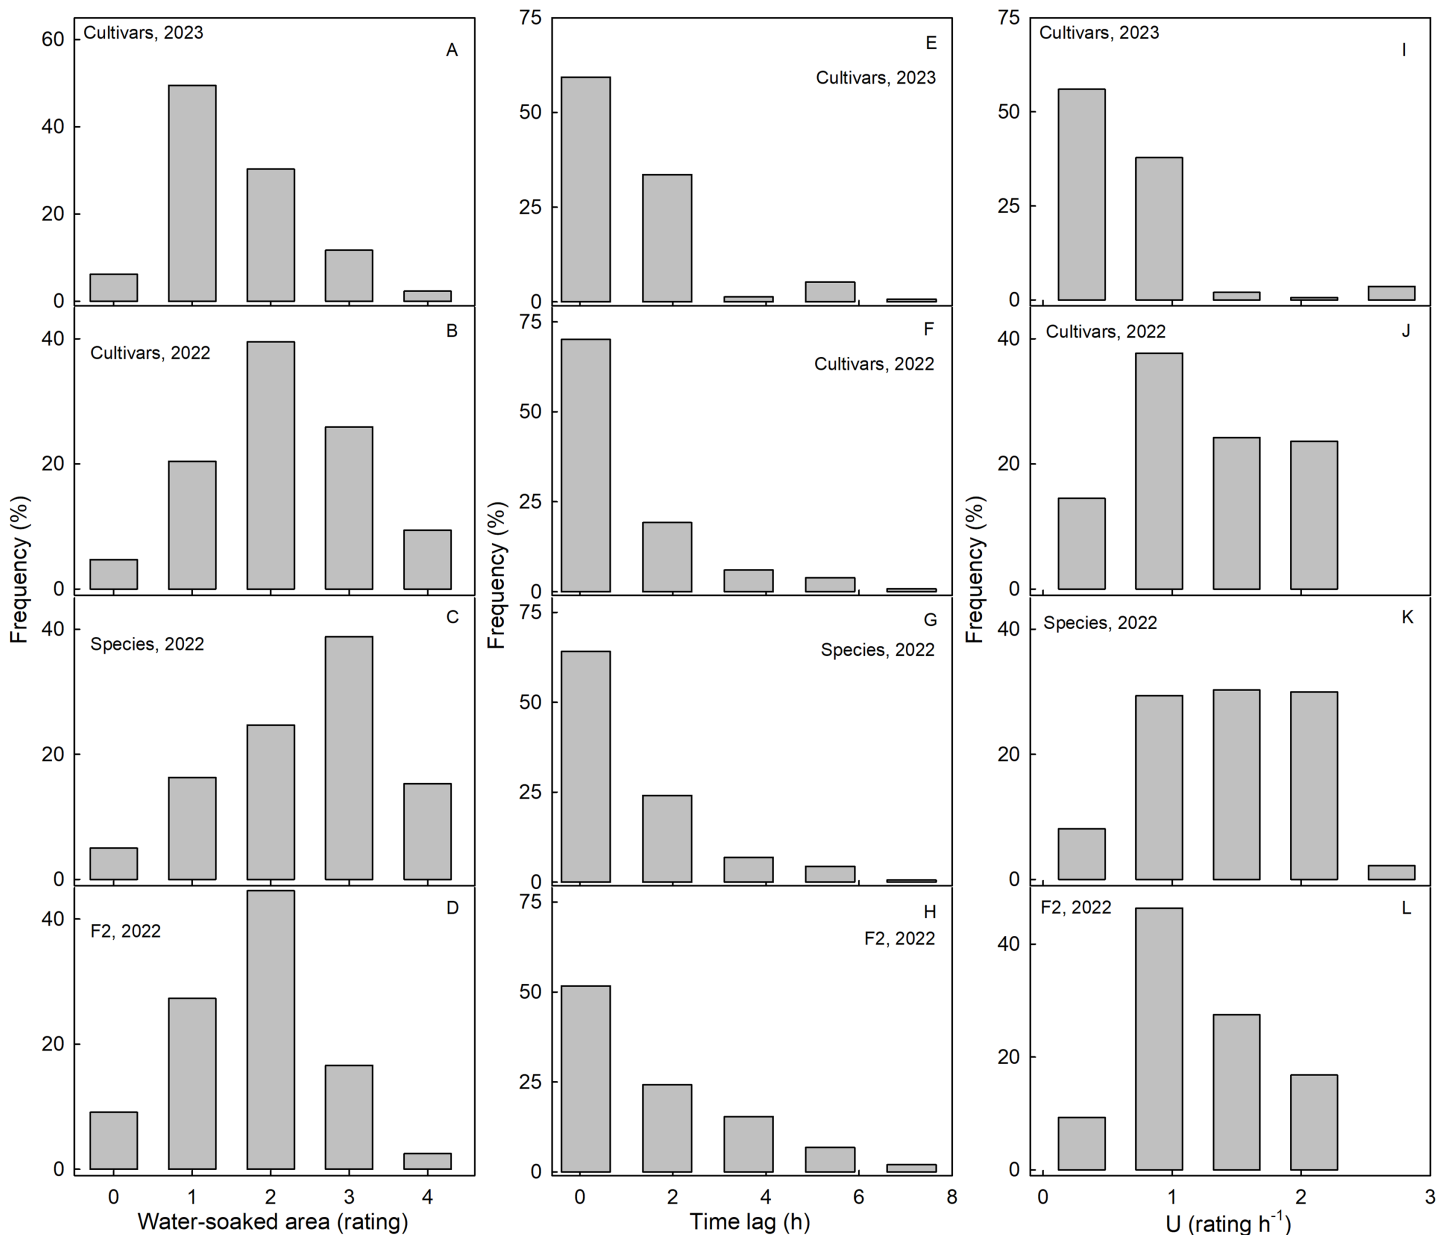 Cultivars, 2023
A
60
40
20
0
Cultivars, 2022
B
40
20
0
Species, 2022
C
40
20
0
F2, 2022
D
40
20
0
0 1 2 3 4
Water-soaked area (rating)
Frequency (%)
75
50
25
0
E
Cultivars, 2023
75
50
25
0
F
Cultivars, 2022
75
50
25
0
G
Species, 2022
75
50
25
0
H
F2, 2022
0 2 4 6 8
Time lag (h)
Frequency (%)
75
50
25
0
Cultivars, 2023
I
40
20
0
Cultivars, 2022
J
40
20
0
Species, 2022
K
40
20
0
F2, 2022
L
0 1 2 3
U (rating h⁻¹)
Frequency (%)